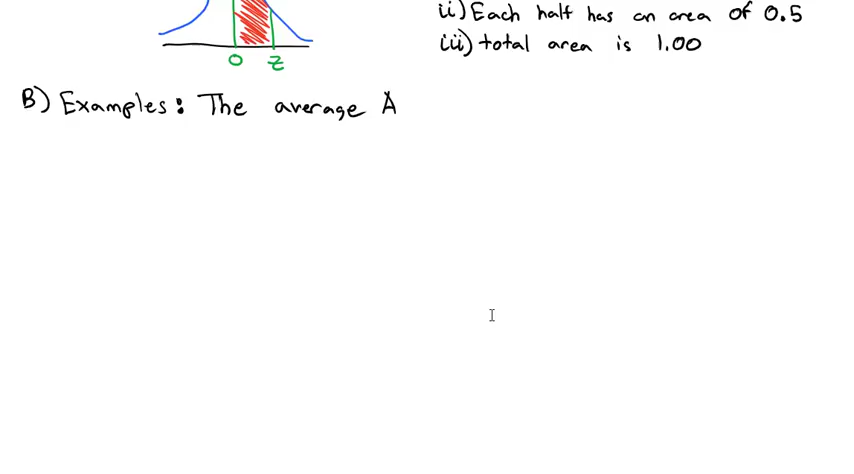 ii) Each half has an area of 0.5
iii) total area is 1.00
0 z
B) Examples: The average A